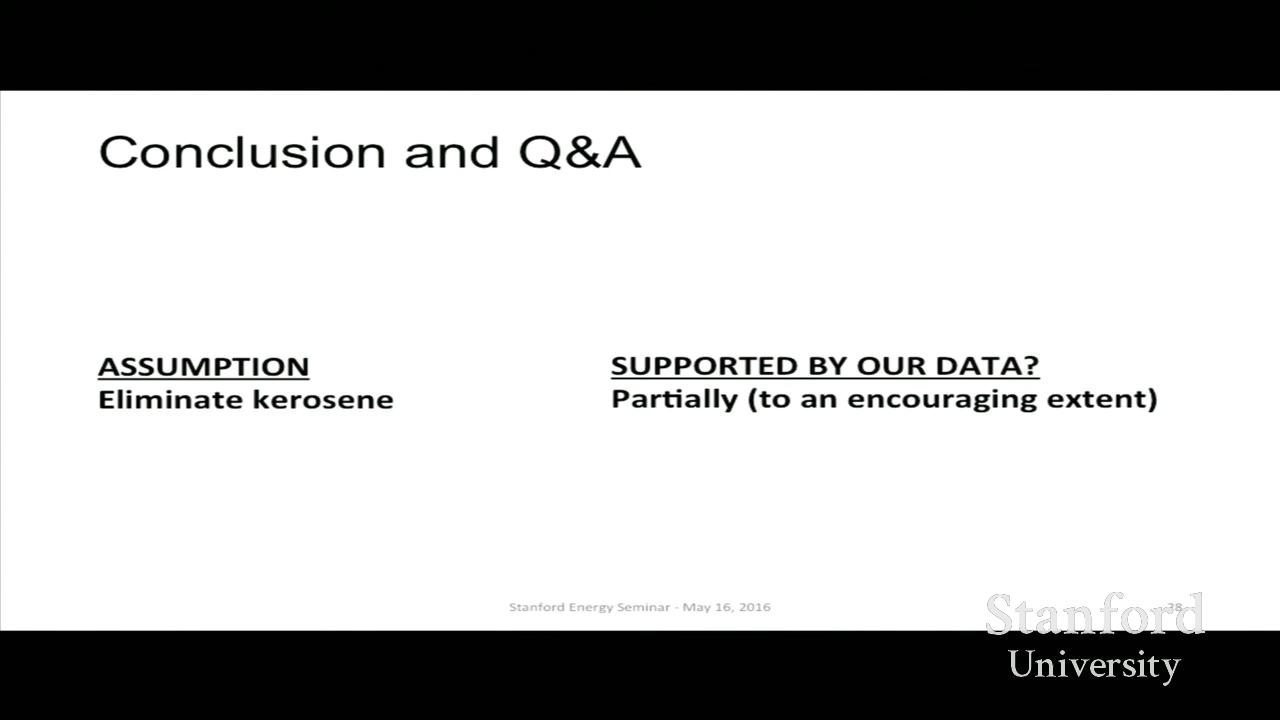 Conclusion and Q&A
ASSUMPTION
SUPPORTED BY OUR DATA?
Eliminate kerosene
Partially (to an encouraging extent)
Stanford Energy Seminar - May 16, 2016
38
Stanford
University